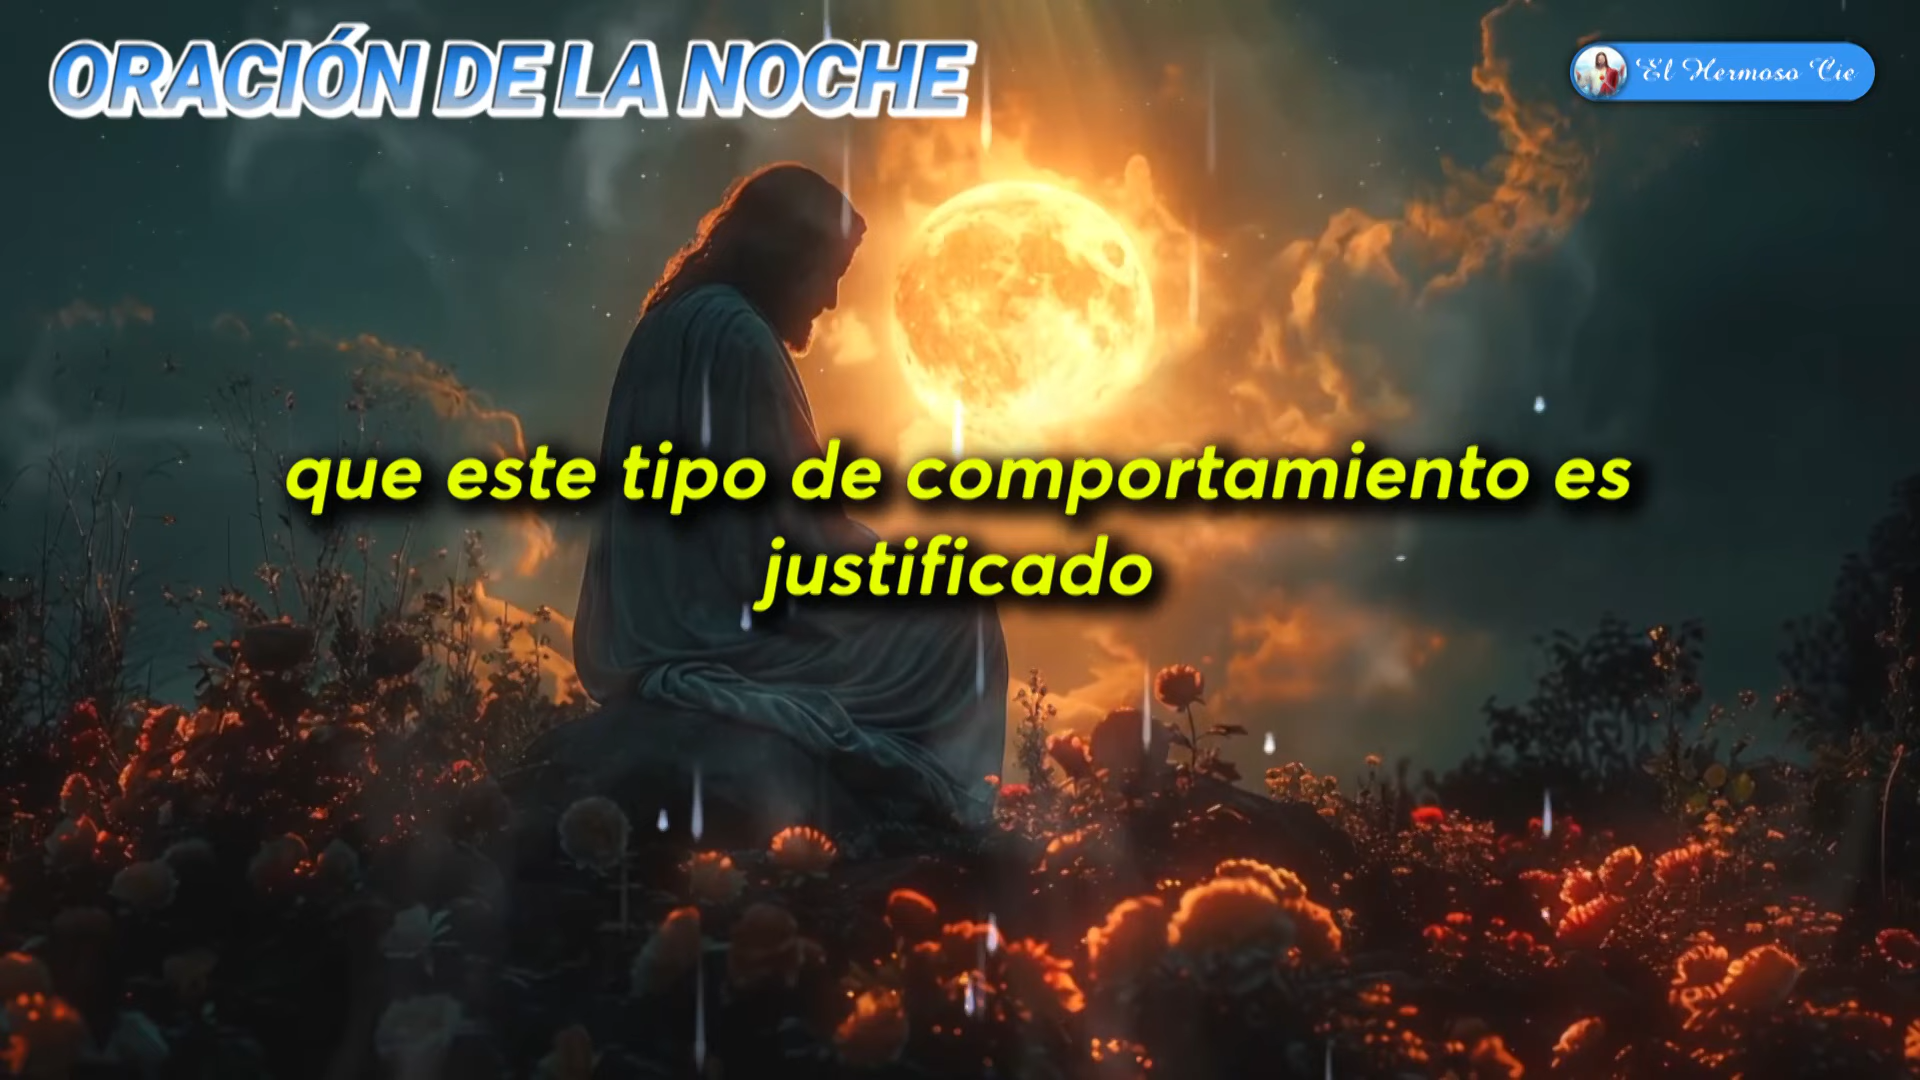 ORACIÓN DE LA NOCHE
El Hermoso Cie
que este tipo de comportamiento es
justificado